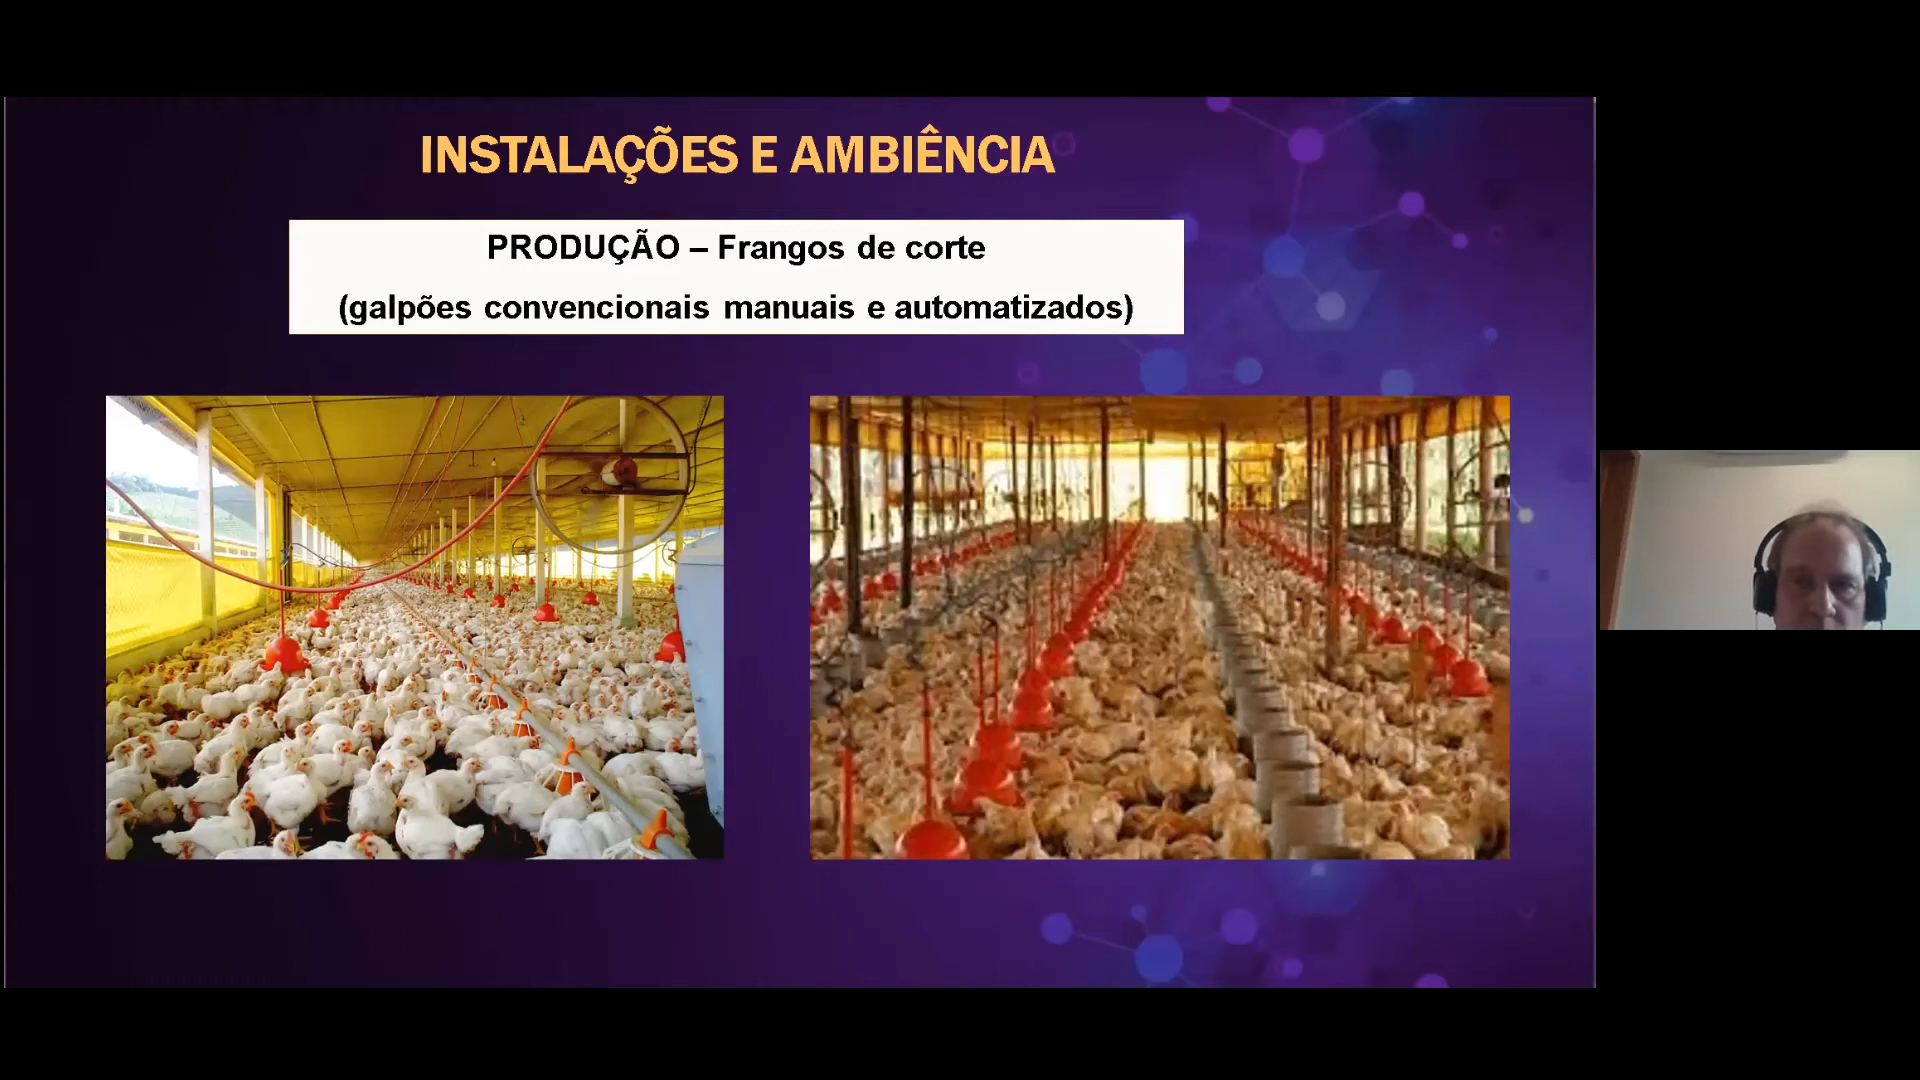 INSTALAÇÕES E AMBIÊNCIA
PRODUÇÃO – Frangos de corte
(galpões convencionais manuais e automatizados)